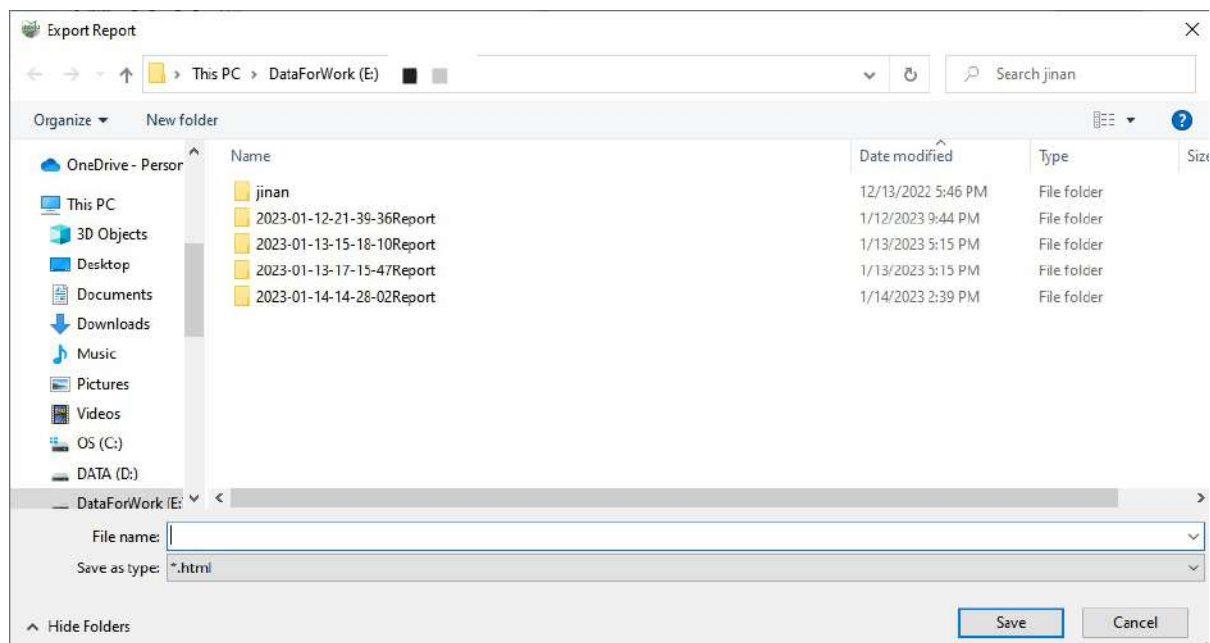 Export Report
This PC > DataForWork (E:)
Search jinan
Organize New folder
Name Date modified Type Size
OneDrive - Person
This PC
3D Objects
Desktop
Documents
Downloads
Music
Pictures
Videos
OS (C:)
DATA (D:)
DataForWork (E:
jinan 12/13/2022 5:46 PM File folder
2023-01-12-21-39-36Report 1/12/2023 9:44 PM File folder
2023-01-13-15-18-10Report 1/13/2023 5:15 PM File folder
2023-01-13-17-15-47Report 1/13/2023 5:15 PM File folder
2023-01-14-14-28-02Report 1/14/2023 2:39 PM File folder
File name:
Save as type: *.html
Hide Folders
Save Cancel